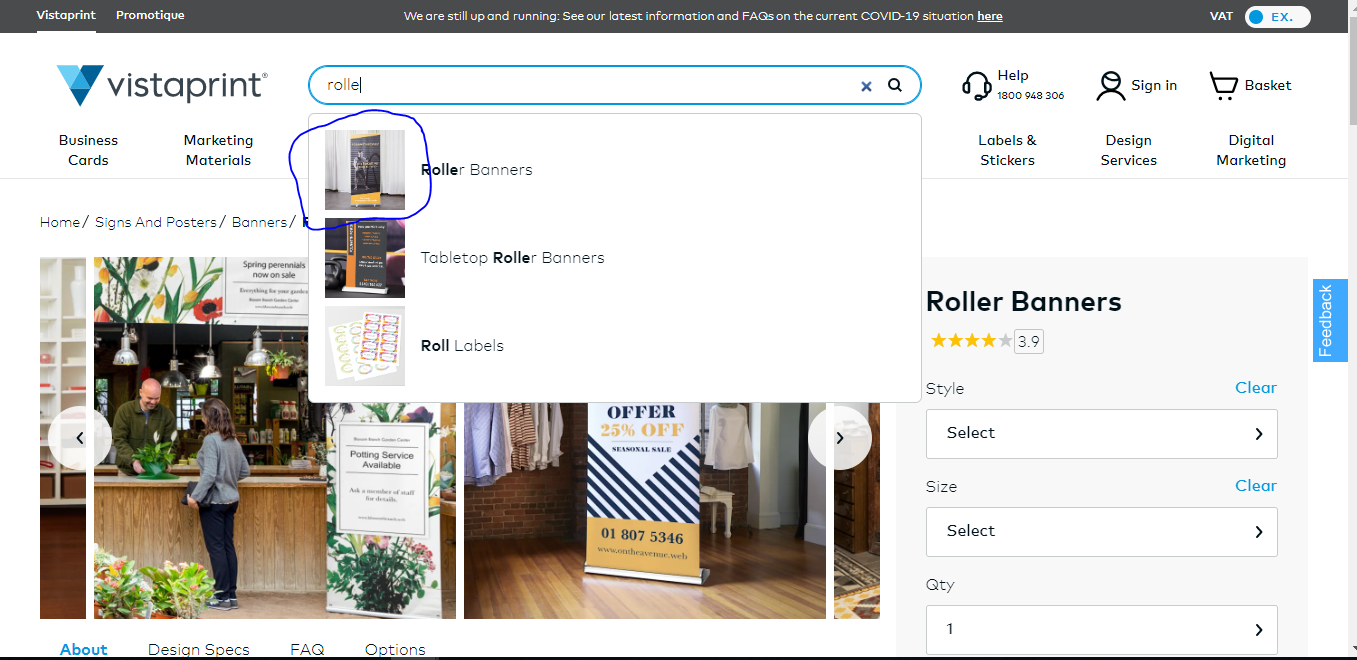 Vistaprint Promotique We are still up and running: See our latest information and FAQs on the current COVID-19 situation here VAT EX.
vistaprint®
rolle
Help
1800 948 306
Sign in
Basket
Business
Cards
Marketing
Materials
Labels &
Stickers
Design
Services
Digital
Marketing
Roller Banners
Tabletop Roller Banners
Roll Labels
Home / Signs And Posters / Banners /
Spring perennials
now on sale
Everything for your garden
Potting Service
Available
Ask a member of staff
for details.
OFFER
25% OFF
SEASONAL SALE
01 807 5346
www.ontheavenue.web
Roller Banners
3.9
Style Clear
Select
Size Clear
Select
Qty
1
Feedback
About Design Specs FAQ Options